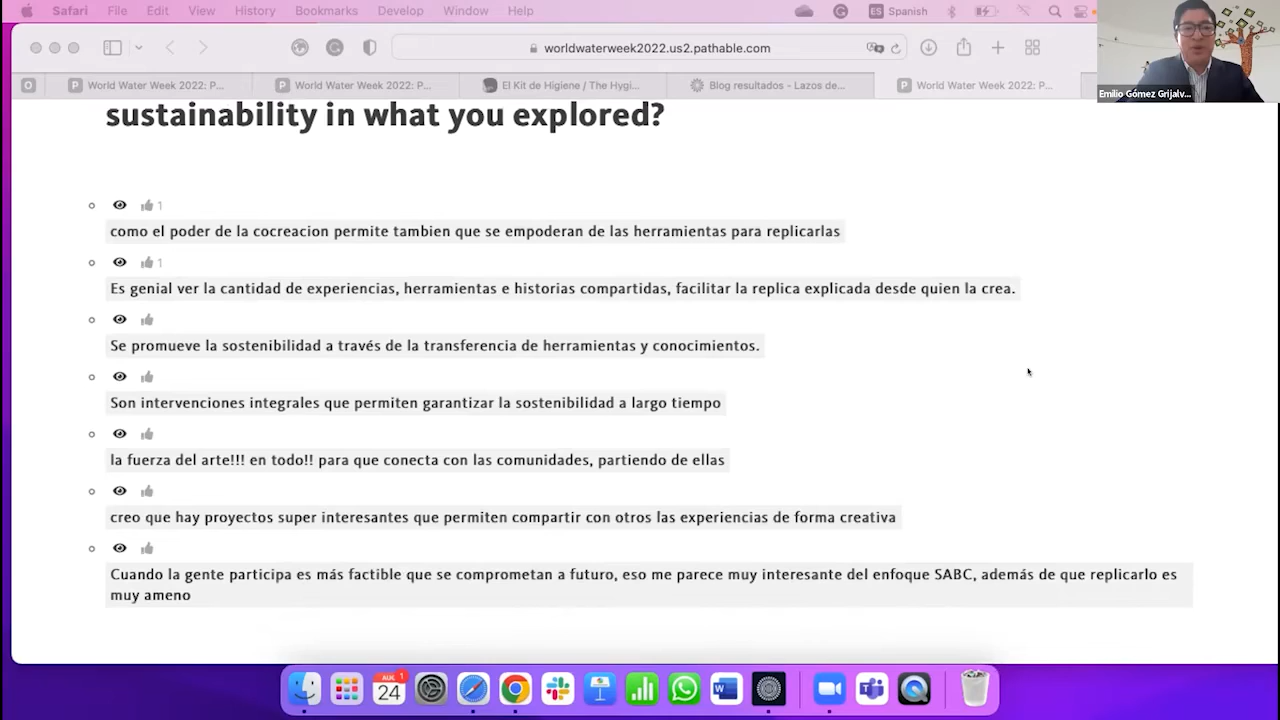 Safari File Edit View History Bookmarks Develop Window Help ES Spanish
worldwaterweek2022.us2.pathable.com
World Water Week 2022: P... World Water Week 2022: P... El Kit de Higiene / The Hygi... Blog resultados - Lazos de... World Water Week 2022: P...
Emilio Gómez Grijalv...
sustainability in what you explored?
1
como el poder de la cocreacion permite tambien que se empoderan de las herramientas para replicarlas
1
Es genial ver la cantidad de experiencias, herramientas e historias compartidas, facilitar la replica explicada desde quien la crea.
Se promueve la sostenibilidad a través de la transferencia de herramientas y conocimientos.
Son intervenciones integrales que permiten garantizar la sostenibilidad a largo tiempo
la fuerza del arte!!! en todo!! para que conecta con las comunidades, partiendo de ellas
creo que hay proyectos super interesantes que permiten compartir con otros las experiencias de forma creativa
Cuando la gente participa es más factible que se comprometan a futuro, eso me parece muy interesante del enfoque SABC, además de que replicarlo es
muy ameno
AUG 1
24